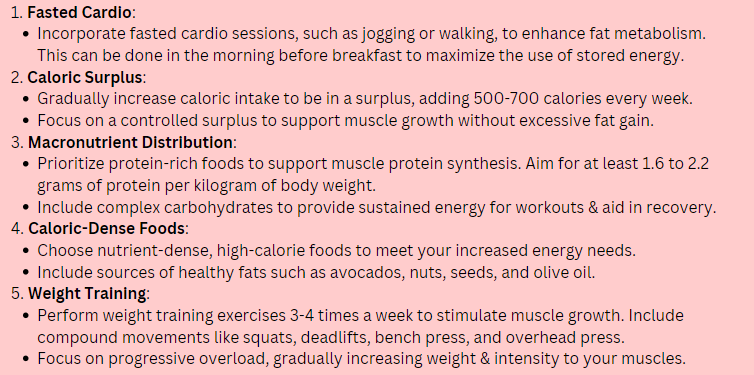 1. Fasted Cardio:
• Incorporate fasted cardio sessions, such as jogging or walking, to enhance fat metabolism.
This can be done in the morning before breakfast to maximize the use of stored energy.
2. Caloric Surplus:
• Gradually increase caloric intake to be in a surplus, adding 500-700 calories every week.
• Focus on a controlled surplus to support muscle growth without excessive fat gain.
3. Macronutrient Distribution:
• Prioritize protein-rich foods to support muscle protein synthesis. Aim for at least 1.6 to 2.2
grams of protein per kilogram of body weight.
• Include complex carbohydrates to provide sustained energy for workouts & aid in recovery.
4. Caloric-Dense Foods:
• Choose nutrient-dense, high-calorie foods to meet your increased energy needs.
• Include sources of healthy fats such as avocados, nuts, seeds, and olive oil.
5. Weight Training:
• Perform weight training exercises 3-4 times a week to stimulate muscle growth. Include
compound movements like squats, deadlifts, bench press, and overhead press.
• Focus on progressive overload, gradually increasing weight & intensity to your muscles.